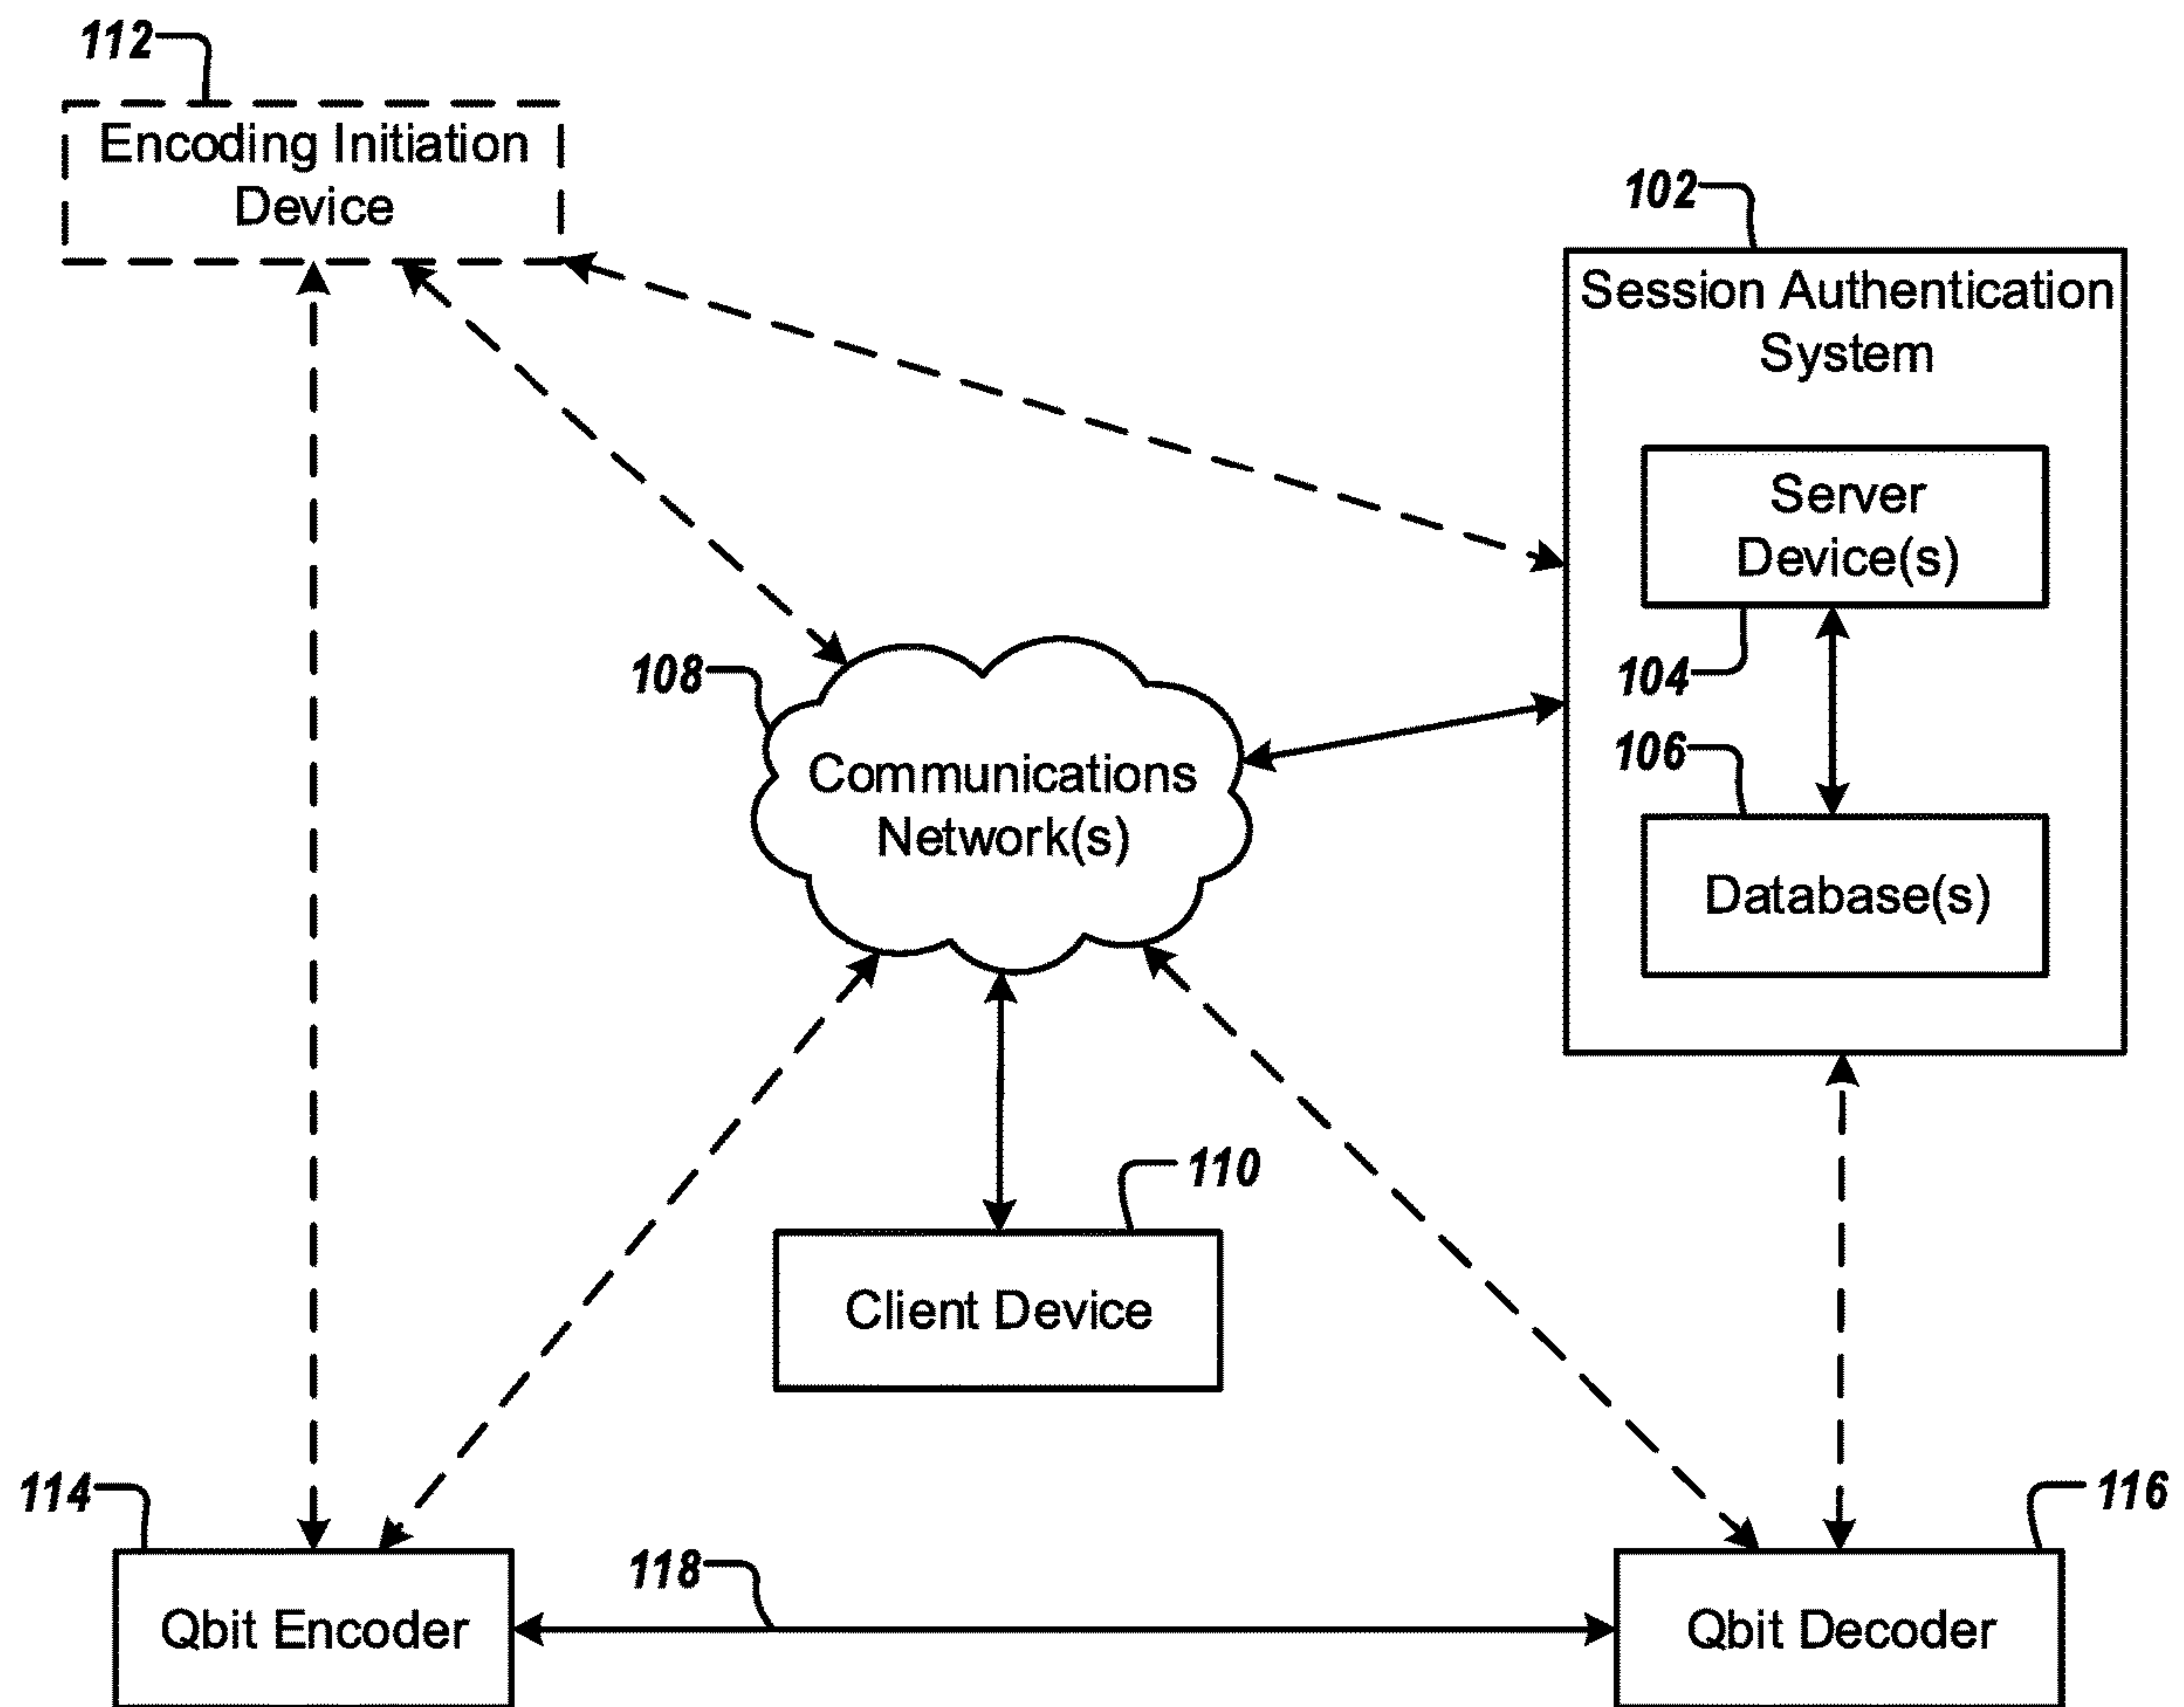 112
Encoding Initiation
Device
102
Session Authentication
System
Server
Device(s)
104
106
Database(s)
108
Communications
Network(s)
110
Client Device
114
Qbit Encoder
118
116
Qbit Decoder